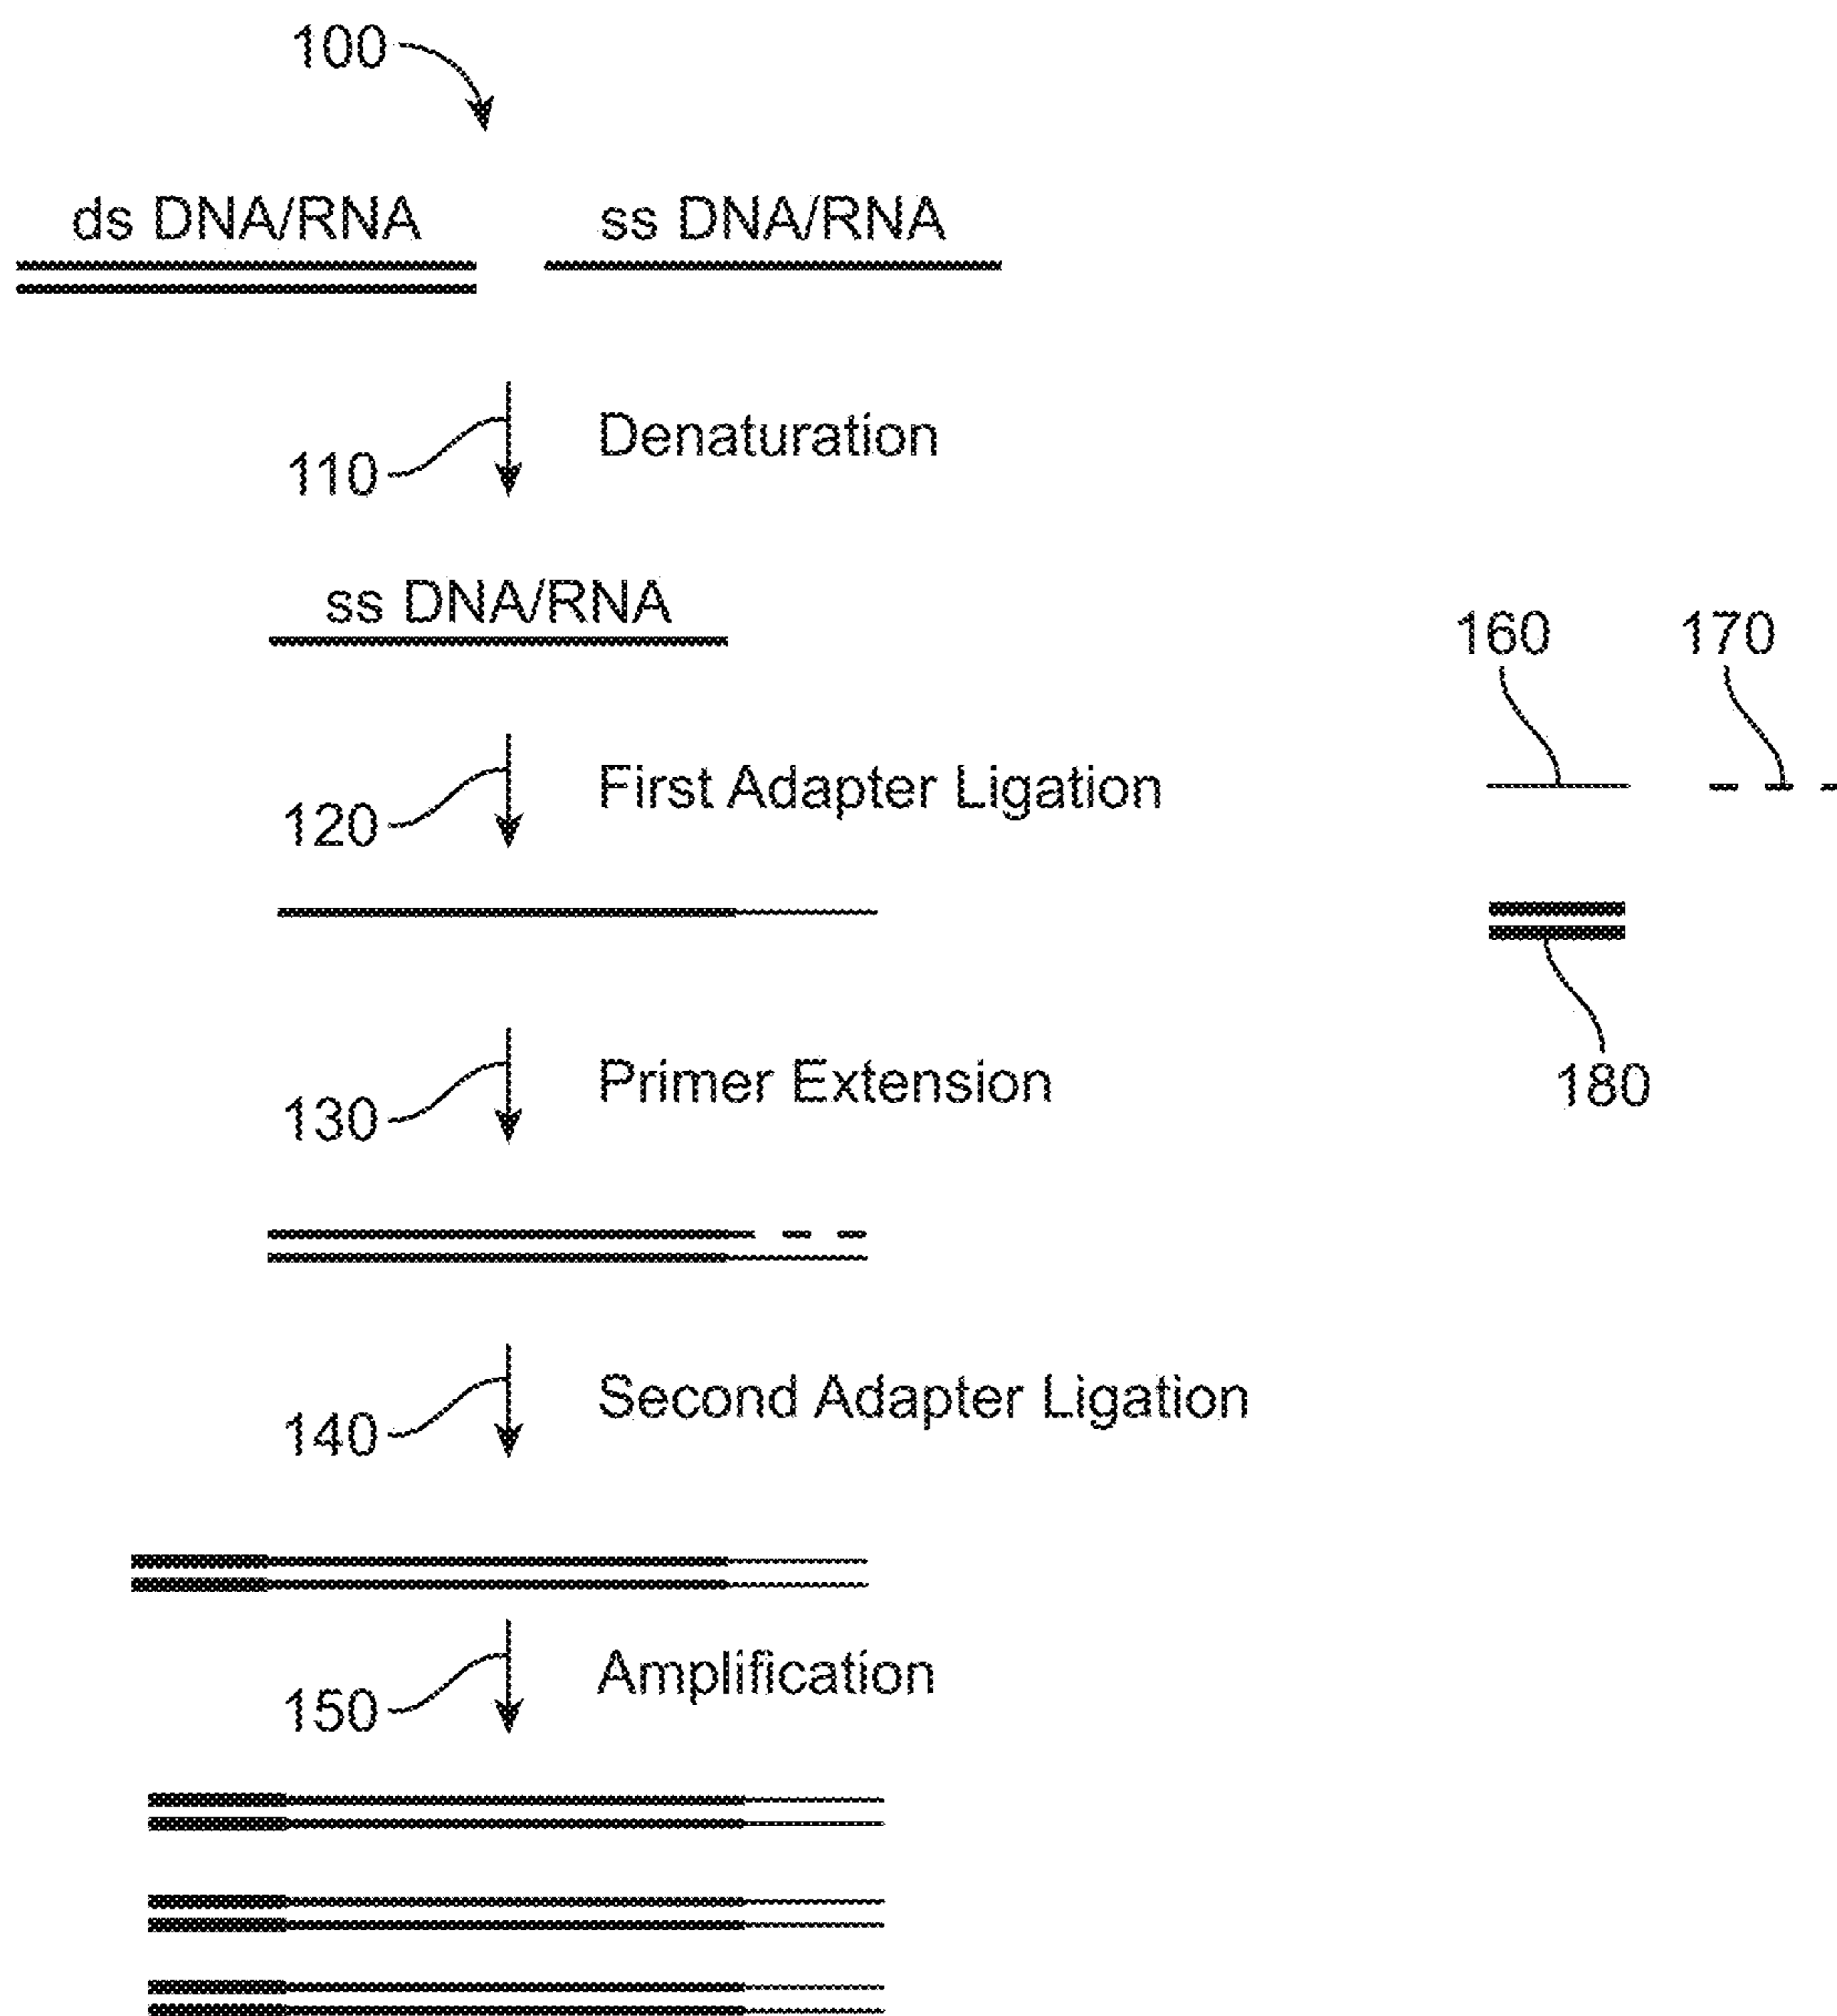 100
ds DNA/RNA ss DNA/RNA
110 Denaturation
ss DNA/RNA
160 170
120 First Adapter Ligation
180
130 Primer Extension
140 Second Adapter Ligation
150 Amplification